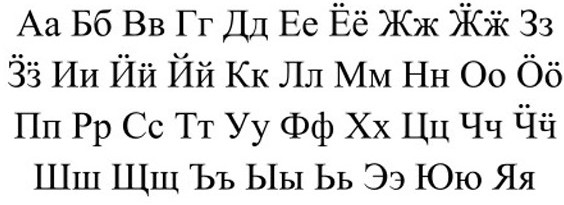 Аа Бб Вв Гг Дд Ее Ёё Жж Ӝӝ Зз
Ӟӟ Ии Ӥӥ Йй Кк Лл Мм Нн Оо Ӧӧ
Пп Рр Сс Тт Уу Фф Хх Цц Чч Ӵӵ
Шш Щщ Ъъ Ыы Ьь Ээ Юю Яя